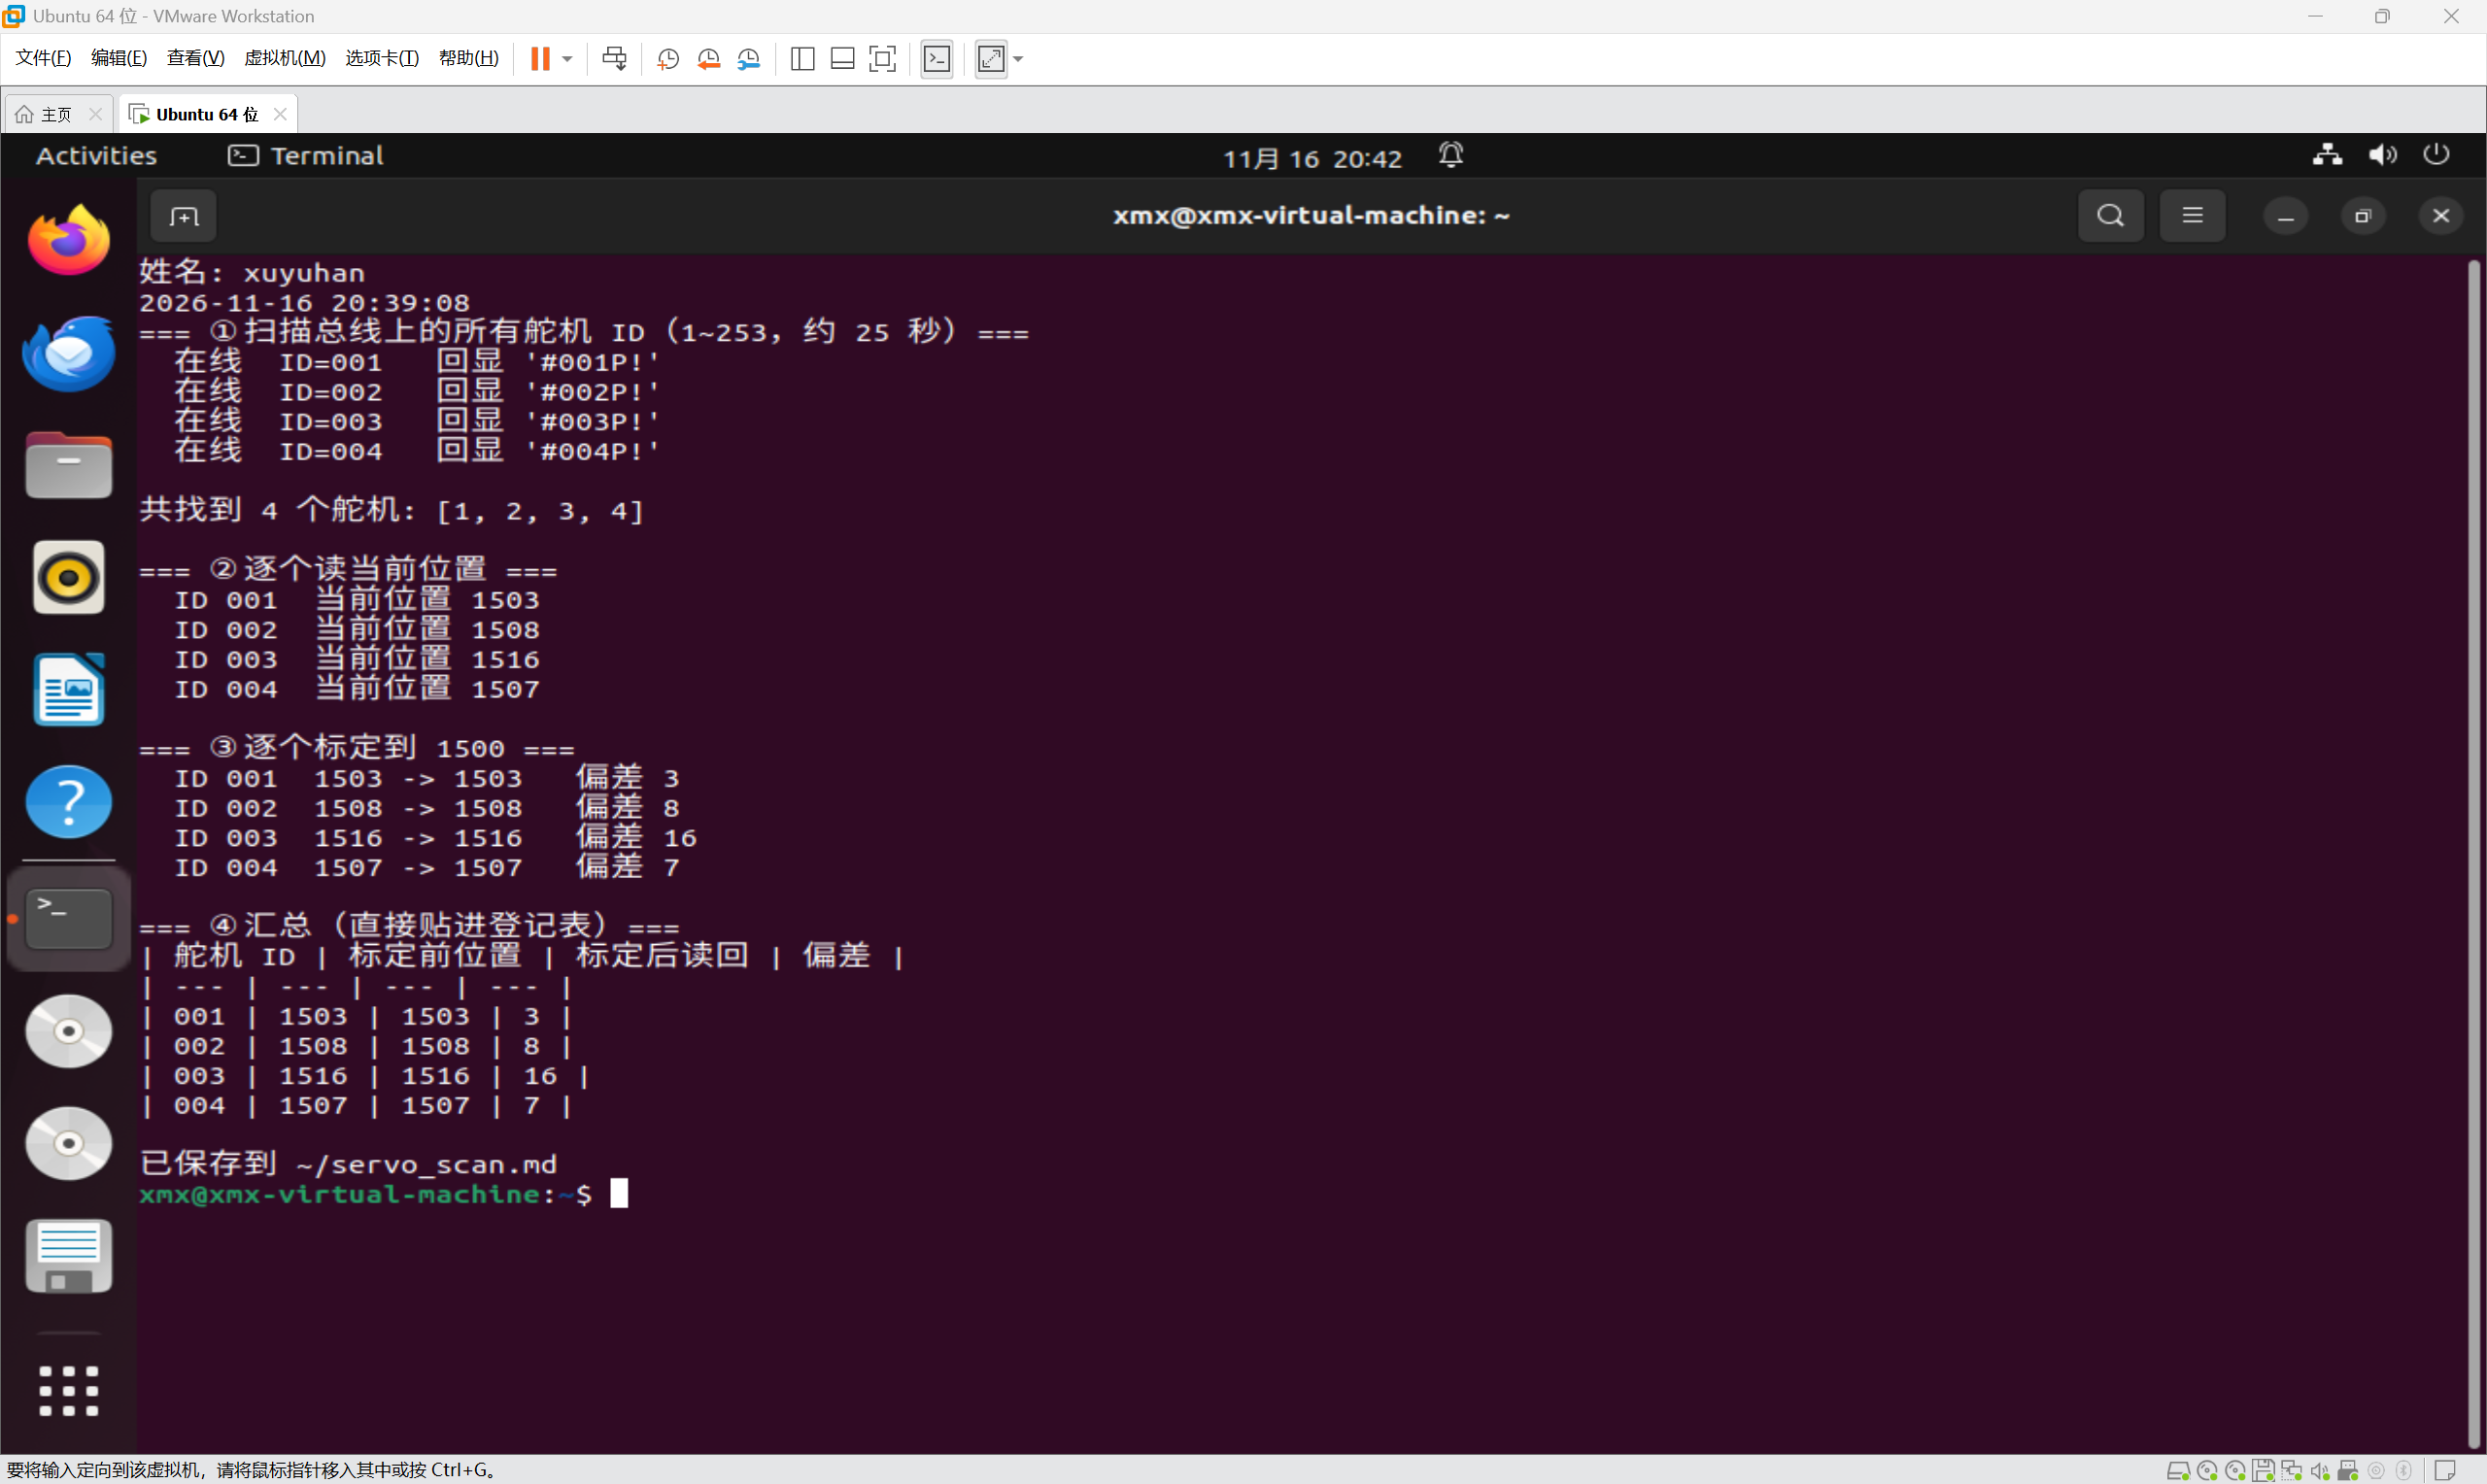 Ubuntu 64 位 - VMware Workstation
文件(F) 编辑(E) 查看(V) 虚拟机(M) 选项卡(T) 帮助(H)
主页 Ubuntu 64 位
Activities Terminal 11月 16 20:42
xmx@xmx-virtual-machine: ~
姓名: xuyuhan
2026-11-16 20:39:08
=== ①扫描总线上的所有舵机 ID（1~253，约 25 秒）===
在线 ID=001 回显 '#001P!'
在线 ID=002 回显 '#002P!'
在线 ID=003 回显 '#003P!'
在线 ID=004 回显 '#004P!'
共找到 4 个舵机: [1, 2, 3, 4]
=== ②逐个读当前位置 ===
ID 001 当前位置 1503
ID 002 当前位置 1508
ID 003 当前位置 1516
ID 004 当前位置 1507
=== ③逐个标定到 1500 ===
ID 001 1503 -> 1503 偏差 3
ID 002 1508 -> 1508 偏差 8
ID 003 1516 -> 1516 偏差 16
ID 004 1507 -> 1507 偏差 7
=== ④汇总（直接贴进登记表）===
| 舵机 ID | 标定前位置 | 标定后读回 | 偏差 |
| --- | --- | --- | --- |
| 001 | 1503 | 1503 | 3 |
| 002 | 1508 | 1508 | 8 |
| 003 | 1516 | 1516 | 16 |
| 004 | 1507 | 1507 | 7 |
已保存到 ~/servo_scan.md
xmx@xmx-virtual-machine:~$
要将输入定向到该虚拟机，请将鼠标指针移入其中或按 Ctrl+G。